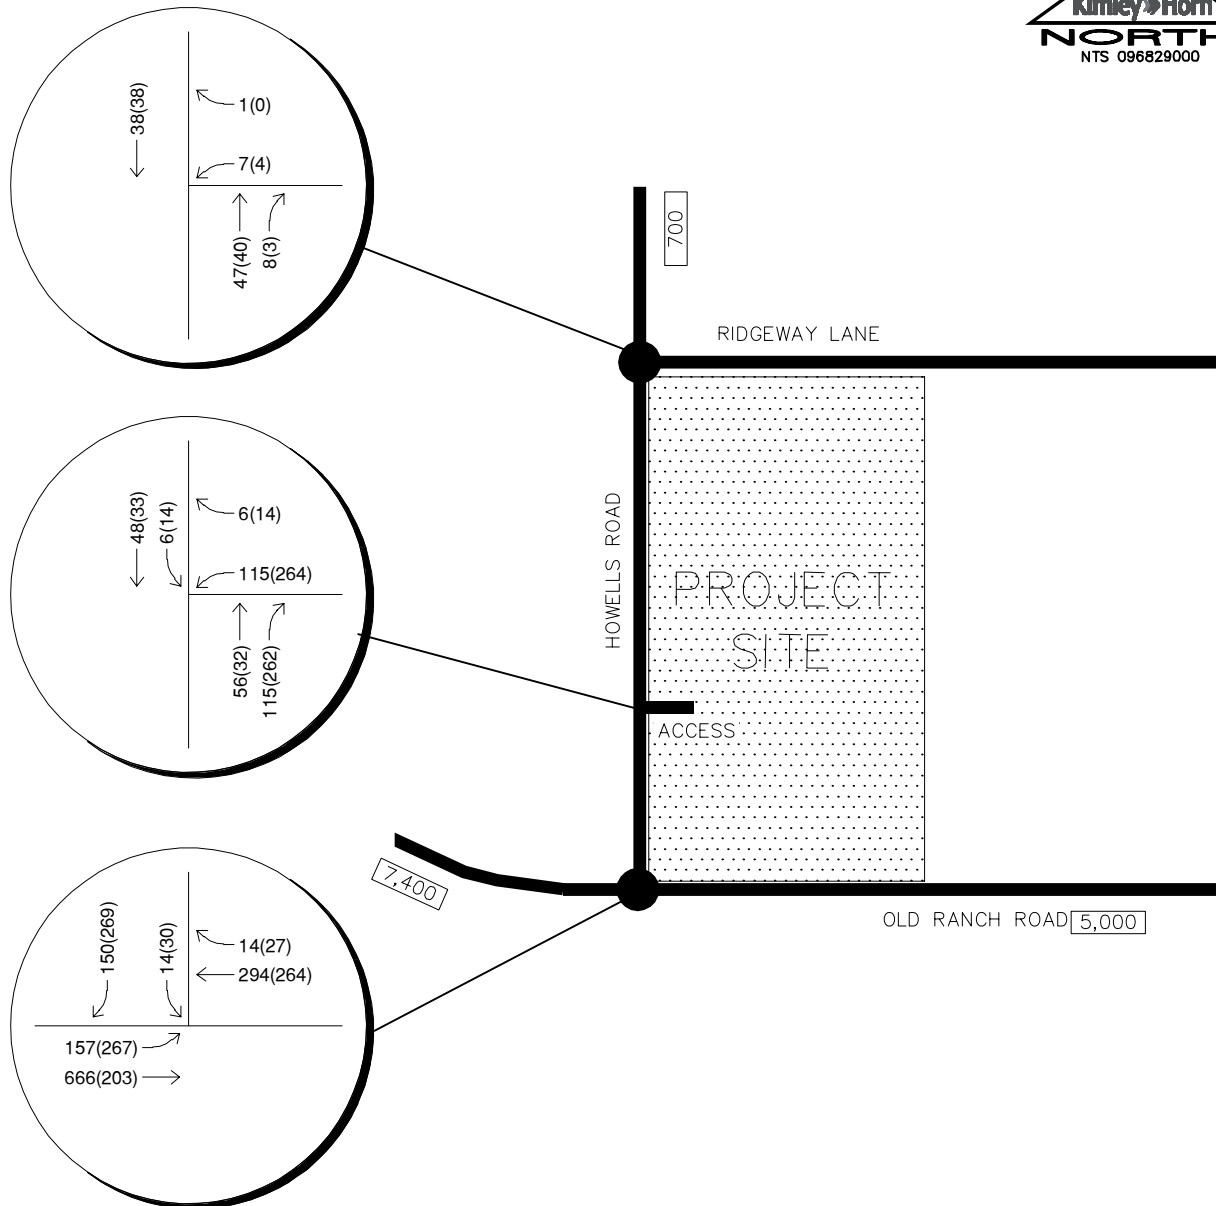 Kimley»Horn
NORTH
NTS 096829000
38(38)
1(0)
7(4)
47(40)
8(3)
700
RIDGEWAY LANE
48(33)
6(14)
6(14)
115(264)
56(32)
115(262)
HOWELLS ROAD
PROJECT
SITE
ACCESS
7,400
OLD RANCH ROAD 5,000
150(269)
14(30)
14(27)
294(264)
157(267)
666(203)